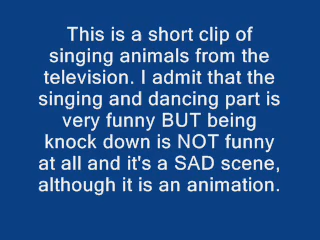 This is a short clip of
singing animals from the
television. I admit that the
singing and dancing part is
very funny BUT being
knock down is NOT funny
at all and it's a SAD scene,
although it is an animation.